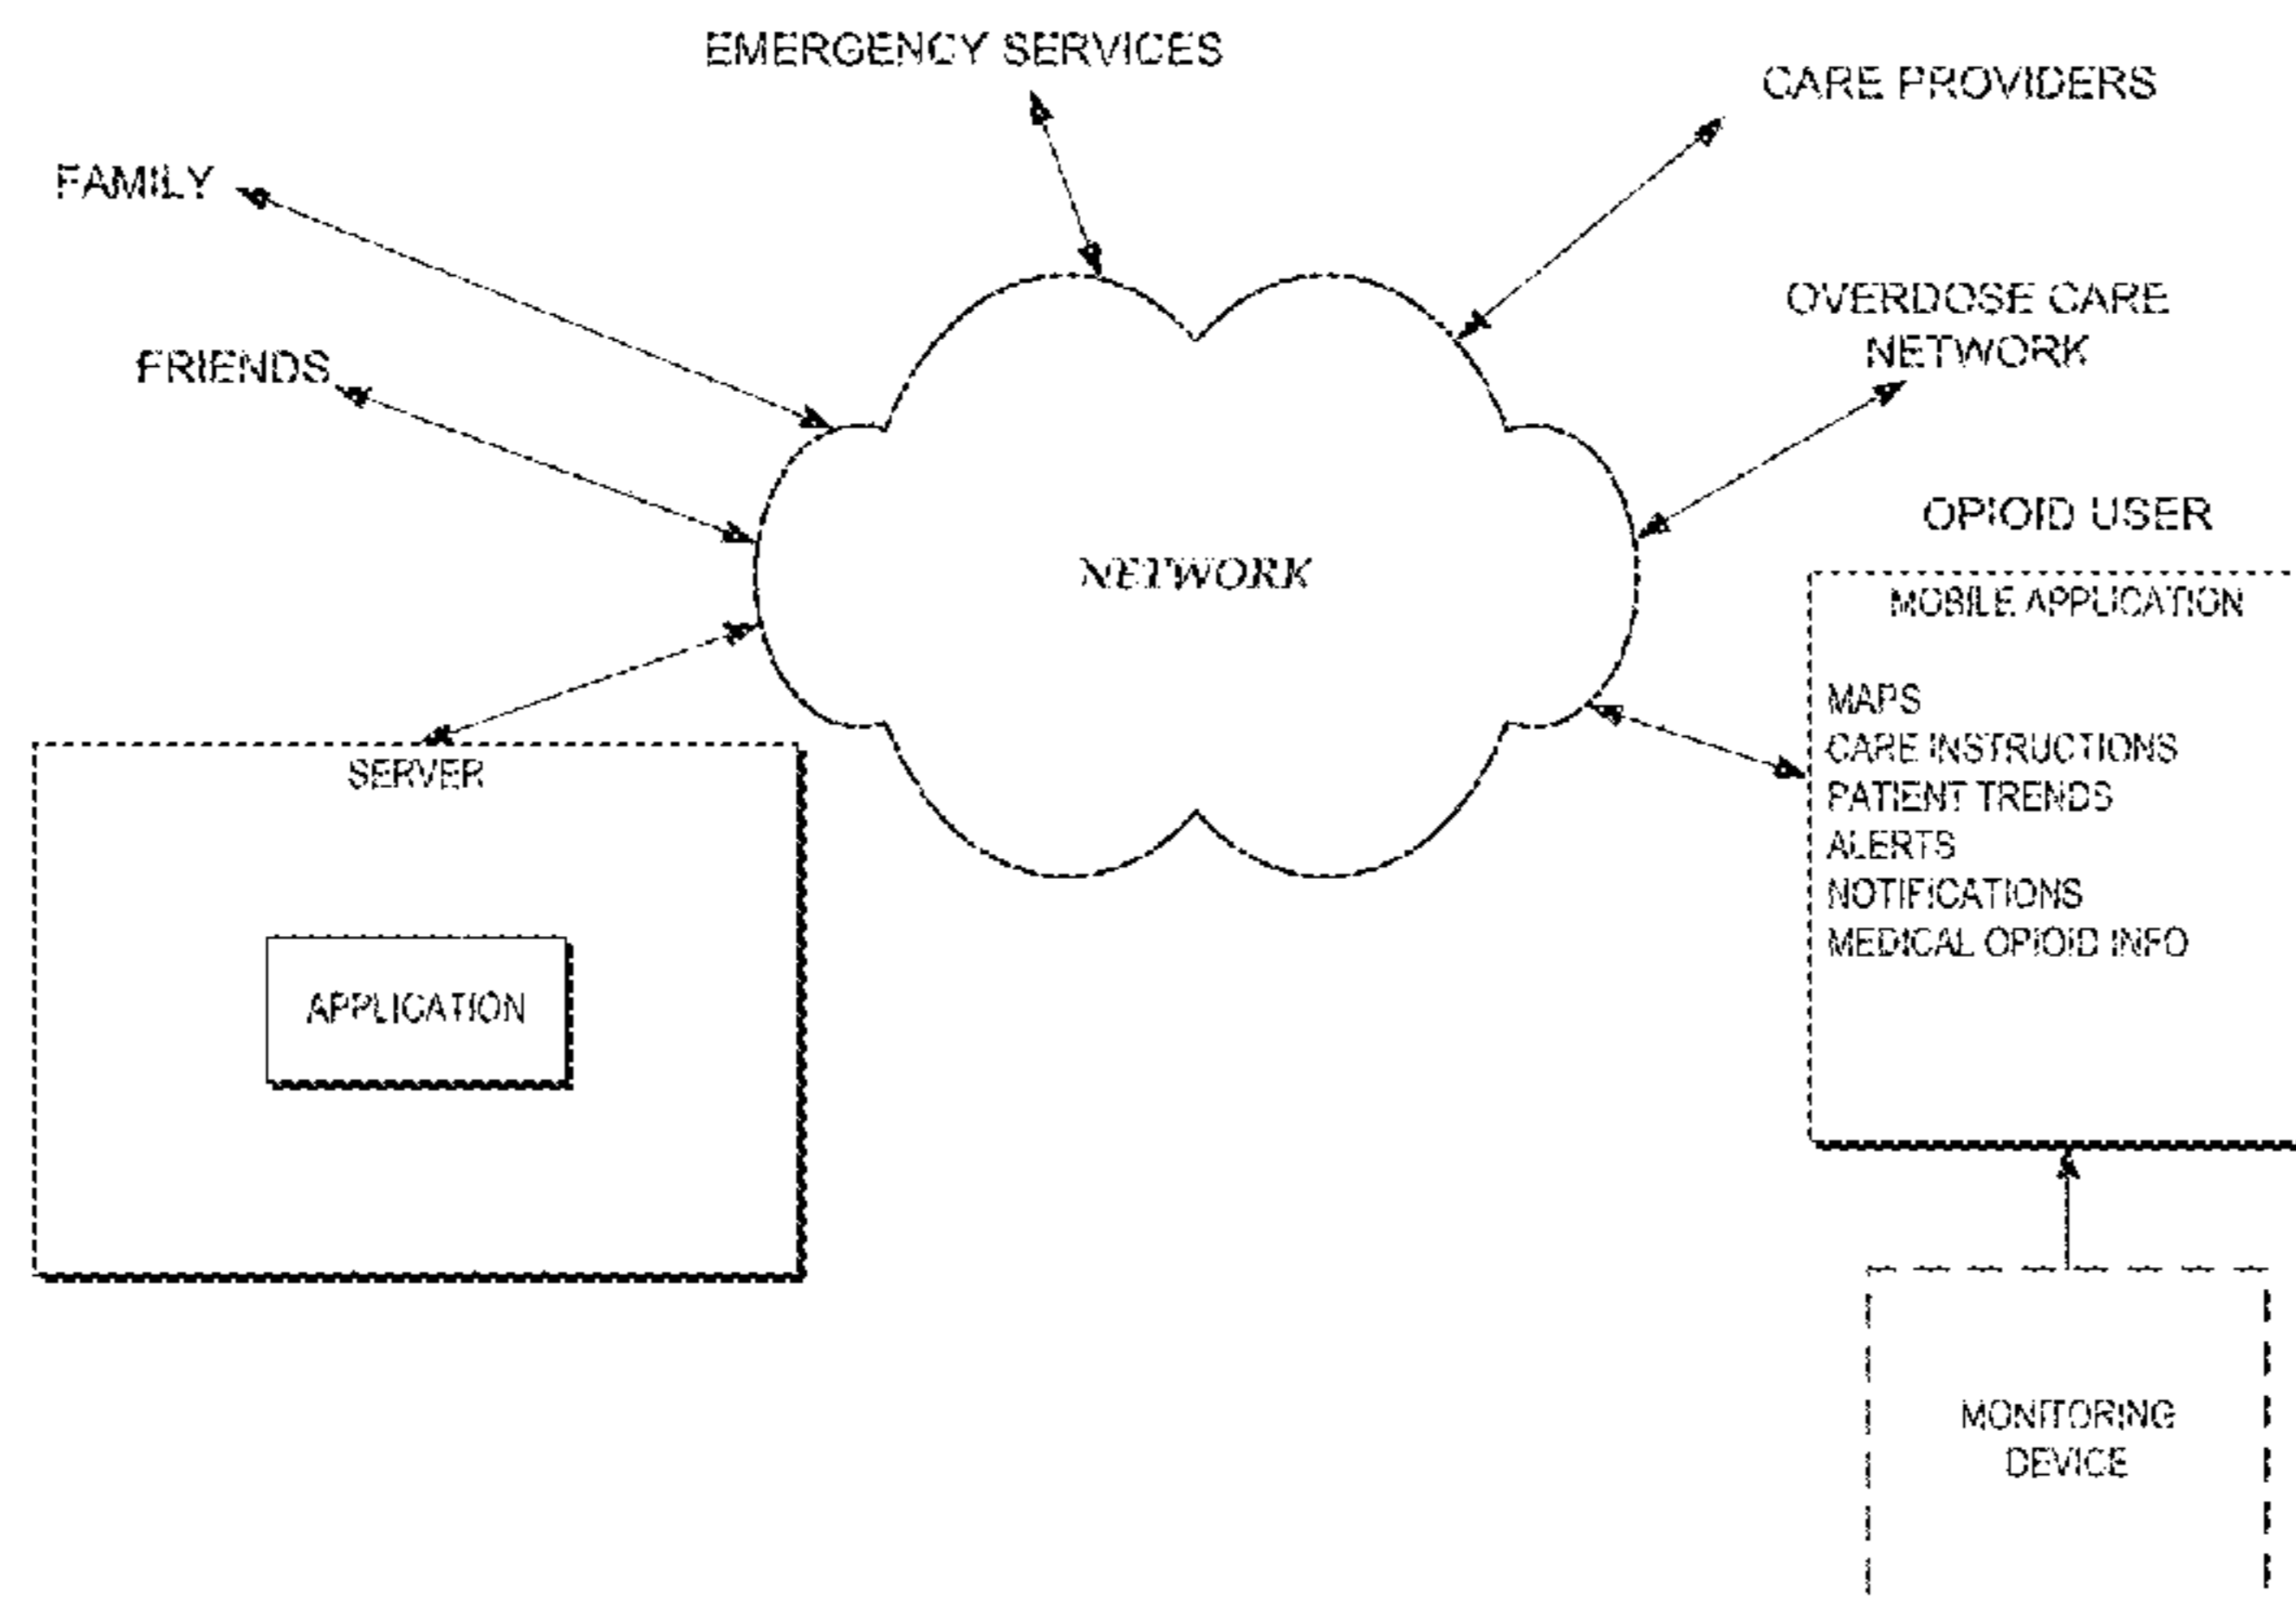 EMERGENCY SERVICES
CARE PROVIDERS
FAMILY
OVERDOSE CARE
NETWORK
FRIENDS
OPIOID USER
NETWORK
MOBILE APPLICATION
MAPS
CARE INSTRUCTIONS
PATIENT TRENDS
ALERTS
NOTIFICATIONS
MEDICAL OPIOID INFO
SERVER
APPLICATION
MONITORING
DEVICE